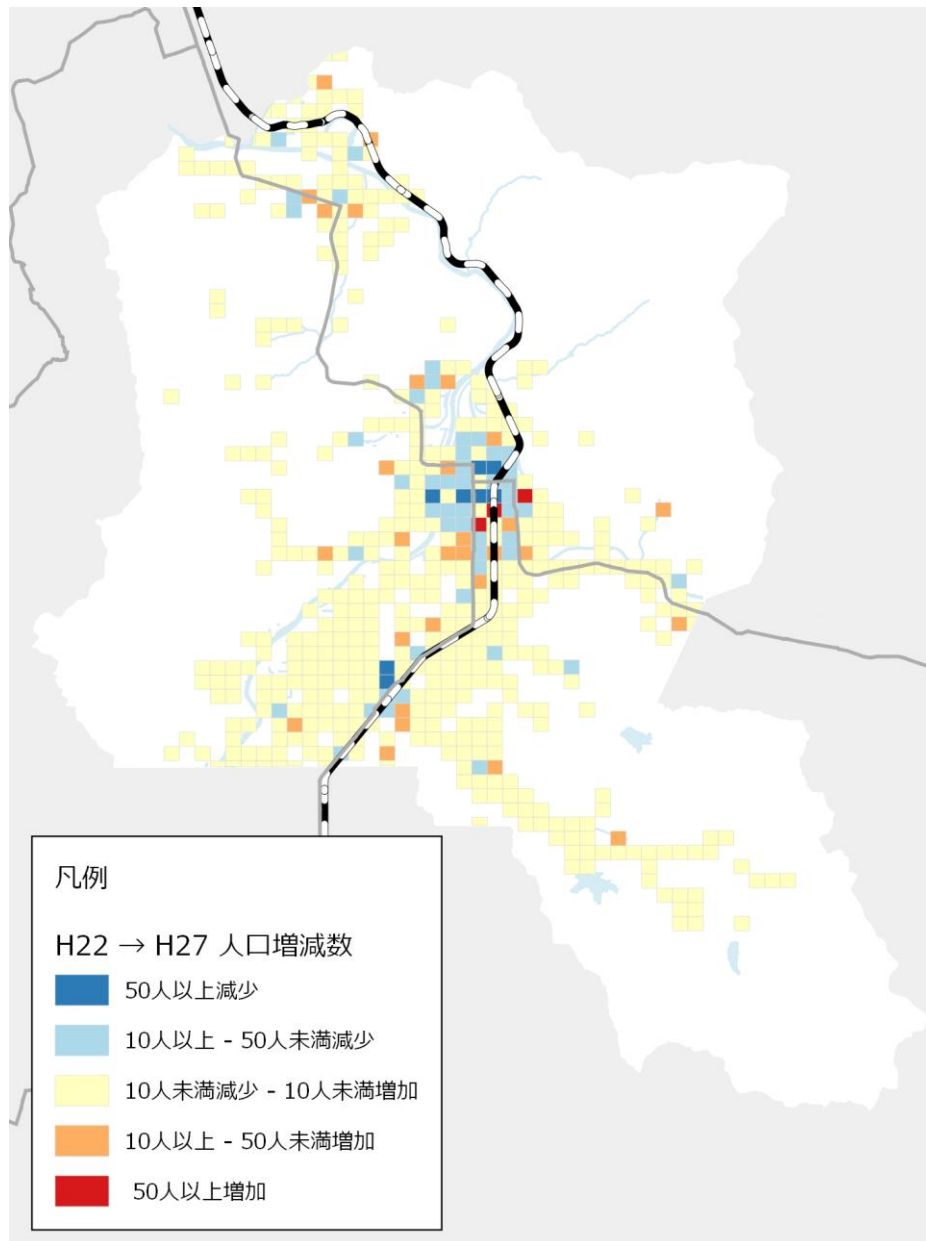 凡例
H22 → H27 人口増減数
50人以上減少
10人以上 - 50人未満減少
10人未満減少 - 10人未満増加
10人以上 - 50人未満増加
50人以上増加